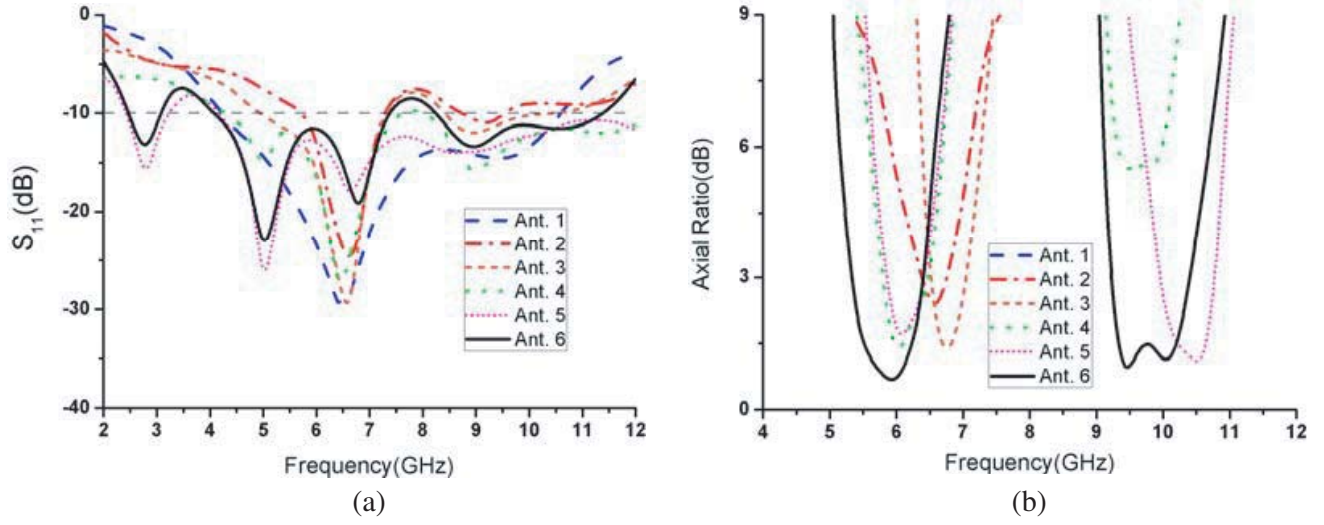 0
-10
-20
-30
-40
S11(dB)
2 3 4 5 6 7 8 9 10 11 12
Frequency(GHz)
Ant. 1
Ant. 2
Ant. 3
Ant. 4
Ant. 5
Ant. 6
(a)
9
6
3
0
Axial Ratio(dB)
4 5 6 7 8 9 10 11 12
Frequency(GHz)
Ant. 1
Ant. 2
Ant. 3
Ant. 4
Ant. 5
Ant. 6
(b)